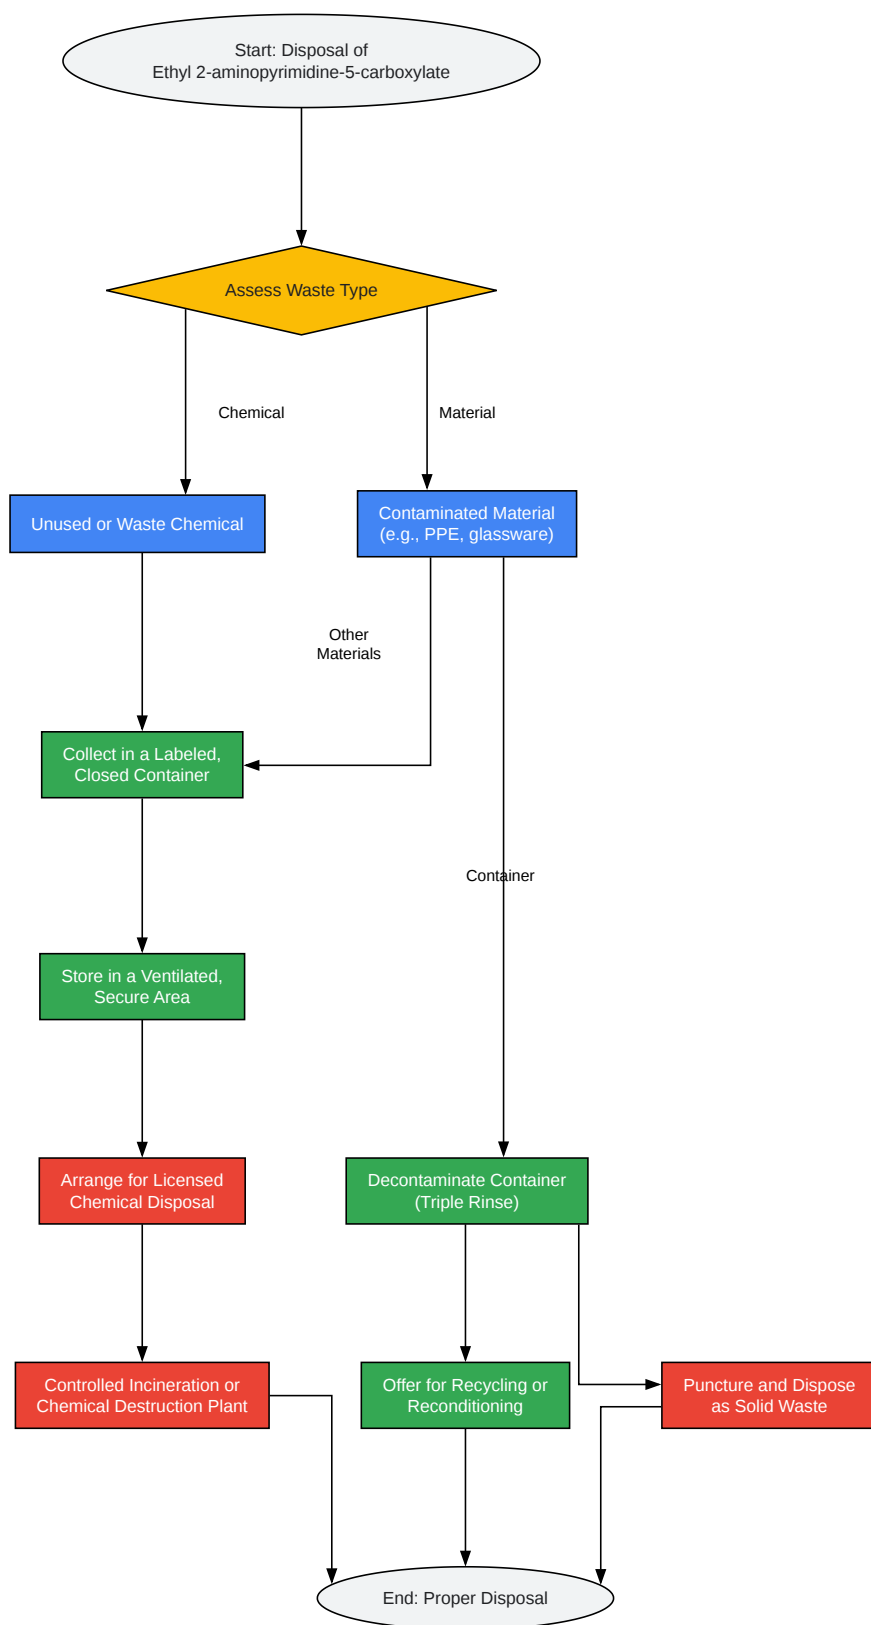 Start: Disposal of
Ethyl 2-aminopyrimidine-5-carboxylate
Assess Waste Type
Chemical
Material
Unused or Waste Chemical
Contaminated Material
(e.g., PPE, glassware)
Other
Materials
Collect in a Labeled,
Closed Container
Container
Store in a Ventilated,
Secure Area
Arrange for Licensed
Chemical Disposal
Decontaminate Container
(Triple Rinse)
Controlled Incineration or
Chemical Destruction Plant
Offer for Recycling or
Reconditioning
Puncture and Dispose
as Solid Waste
End: Proper Disposal